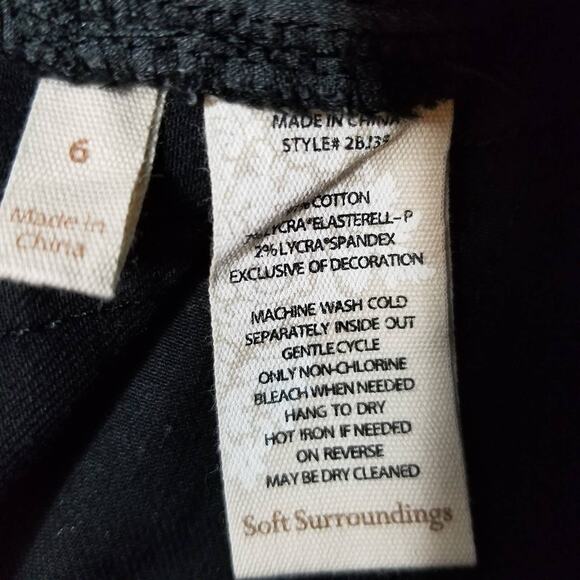 6
Made in
China
MADE IN CHINA
STYLE#
COTTON
LYCRA®ELASTERELL-P
2% LYCRA®SPANDEX
EXCLUSIVE OF DECORATION
MACHINE WASH COLD
SEPARATELY INSIDE OUT
GENTLE CYCLE
ONLY NON-CHLORINE
BLEACH WHEN NEEDED
HANG TO DRY
HOT IRON IF NEEDED
ON REVERSE
MAY BE DRY CLEANED
Soft Surroundings